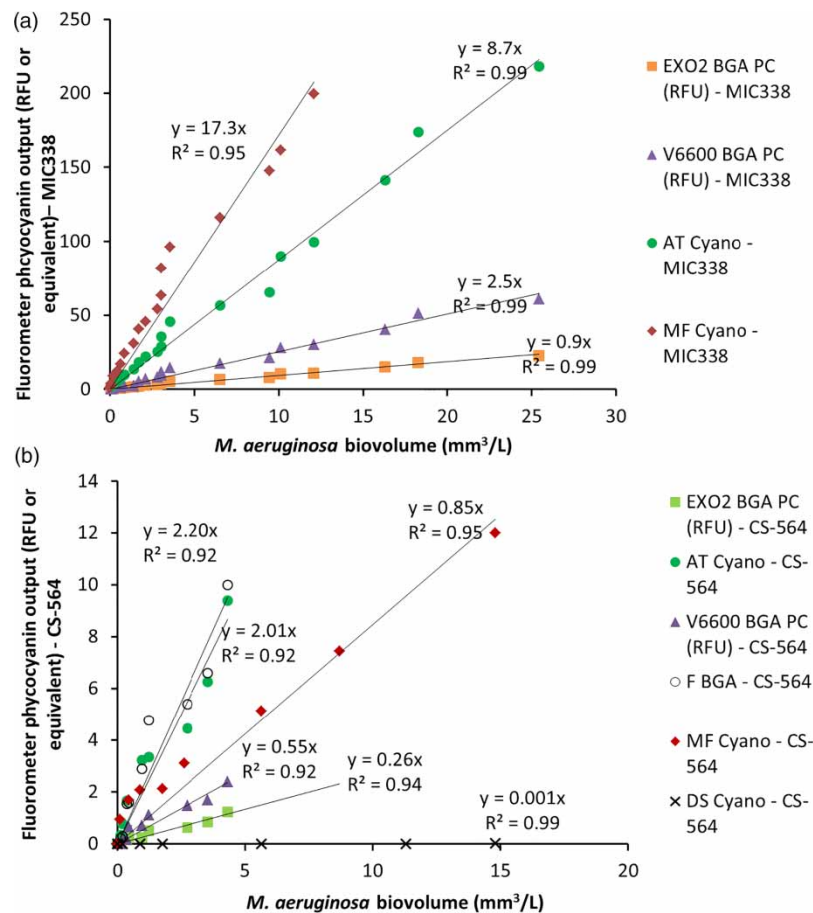 (a)
Fluorometer phcyocyanin output (RFU or
equivalent)– MIC338
250
200
150
100
50
0
y = 17.3x
R² = 0.95
y = 8.7x
R² = 0.99
y = 2.5x
R² = 0.99
y = 0.9x
R² = 0.99
0 5 10 15 20 25 30
M. aeruginosa biovolume (mm³/L)
EXO2 BGA PC
(RFU) - MIC338
V6600 BGA PC
(RFU) - MIC338
AT Cyano -
MIC338
MF Cyano -
MIC338
(b)
Fluorometer phycocyanin output (RFU or
equivalent) - CS-564
14
12
10
8
6
4
2
0
y = 2.20x
R² = 0.92
y = 2.01x
R² = 0.92
y = 0.85x
R² = 0.95
y = 0.55x
R² = 0.92
y = 0.26x
R² = 0.94
y = 0.001x
R² = 0.99
0 5 10 15 20
M. aeruginosa biovolume (mm³/L)
EXO2 BGA PC
(RFU) - CS-564
AT Cyano - CS-
564
V6600 BGA PC
(RFU) - CS-564
F BGA - CS-564
MF Cyano - CS-
564
DS Cyano - CS-
564